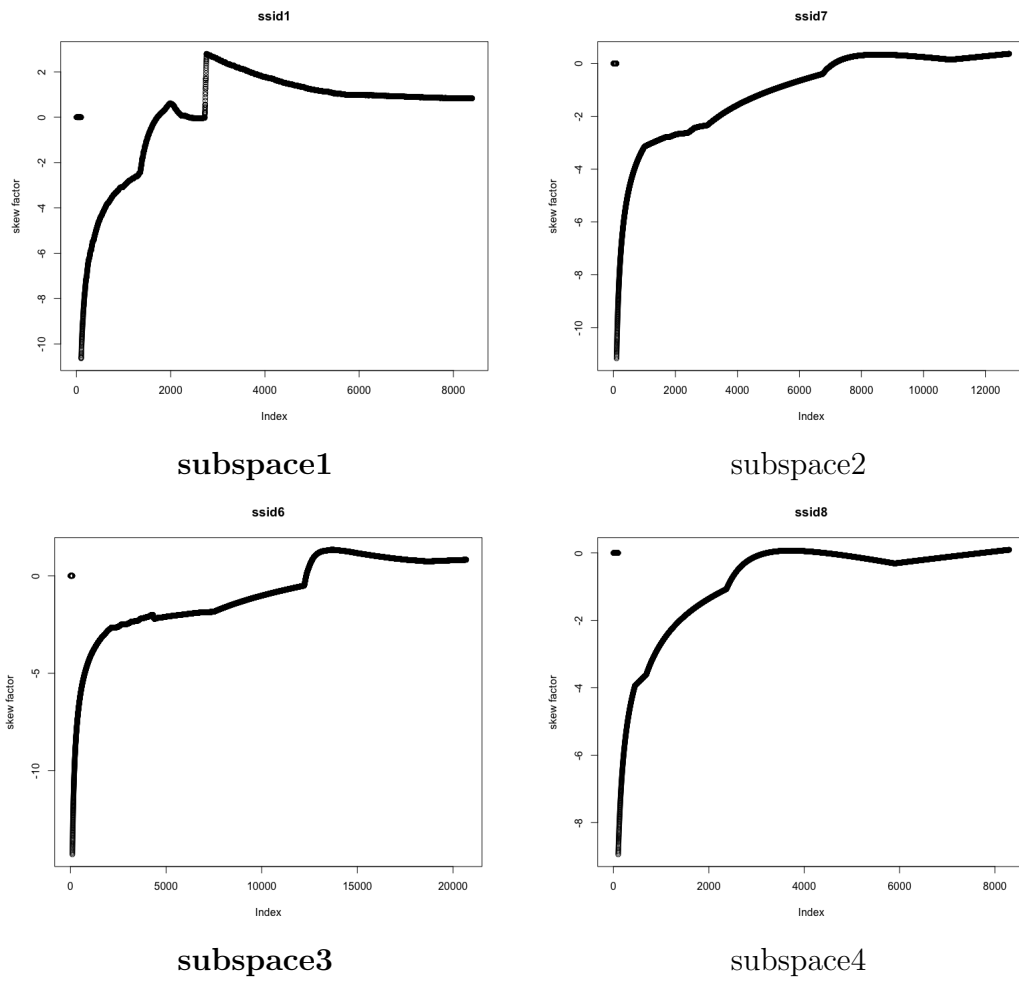 ssid1
2
0
-2
-4
-6
-8
-10
skew factor
0 2000 4000 6000 8000
Index
subspace1
ssid7
0
-2
-4
-6
-8
-10
skew factor
0 2000 4000 6000 8000 10000 12000
Index
subspace2
ssid6
0
-5
-10
skew factor
0 5000 10000 15000 20000
Index
subspace3
ssid8
0
-2
-4
-6
-8
skew factor
0 2000 4000 6000 8000
Index
subspace4